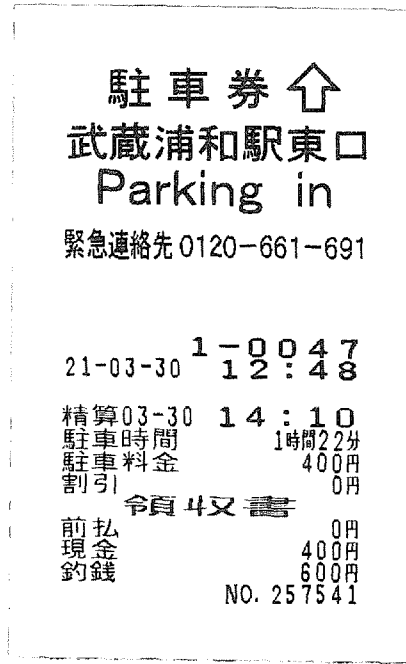 駐車券⇧
武蔵浦和駅東口
Parking in
緊急連絡先0120-661-691
1-0047
21-03-30 12:48
精算03-30 14:10
駐車時間 1時間22分
駐車料金 400円
割引 0円
領収書
前払 0円
現金 400円
釣銭 600円
NO. 257541